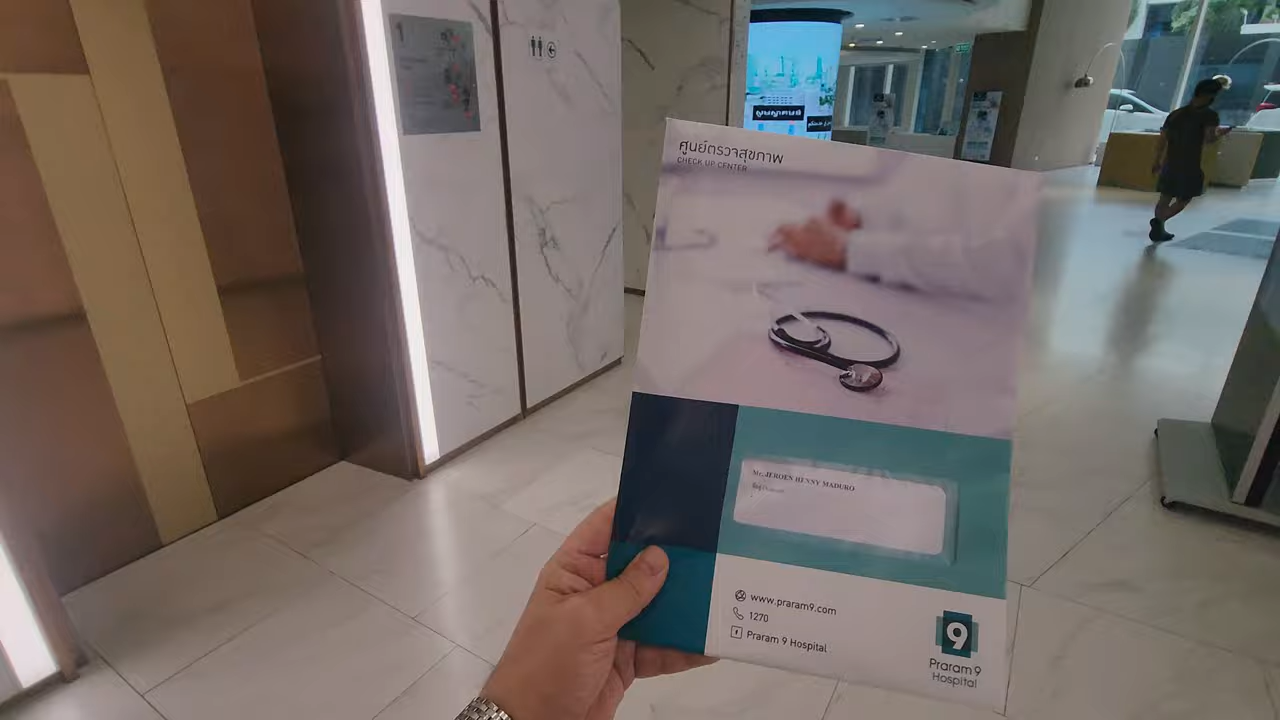 1
ศูนย์ตรวจสุขภาพ
CHECK UP CENTER
Mr. JEROEN HENNY MADURO
www.praram9.com
1270
f Praram 9 Hospital
9
Praram 9
Hospital